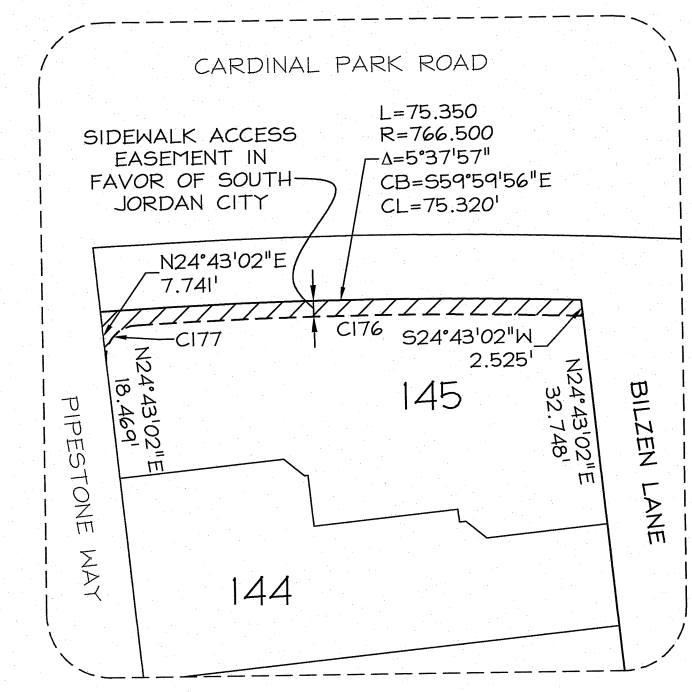 CARDINAL PARK ROAD
SIDEWALK ACCESS
EASEMENT IN
FAVOR OF SOUTH
JORDAN CITY
L=75.350
R=766.500
Δ=5°37'57"
CB=S59°59'56"E
CL=75.320'
N24°43'02"E
7.741'
C177
C176
S24°43'02"W
2.525'
N24°43'02"E
18.469'
145
N24°43'02"E
32.748'
PIPESTONE WAY
BILZEN LANE
144